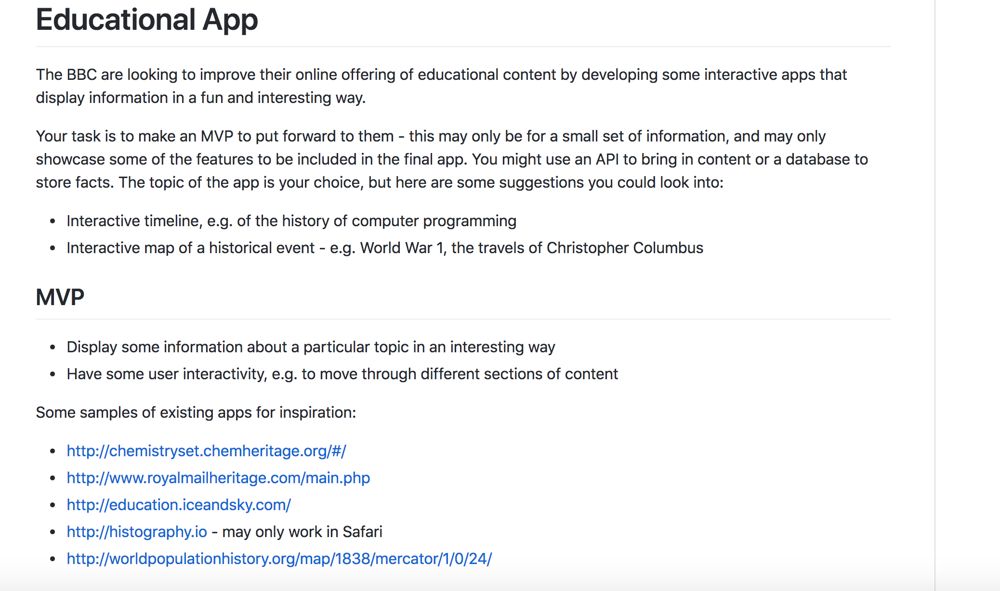 Educational App
The BBC are looking to improve their online offering of educational content by developing some interactive apps that
display information in a fun and interesting way.
Your task is to make an MVP to put forward to them - this may only be for a small set of information, and may only
showcase some of the features to be included in the final app. You might use an API to bring in content or a database to
store facts. The topic of the app is your choice, but here are some suggestions you could look into:
• Interactive timeline, e.g. of the history of computer programming
• Interactive map of a historical event - e.g. World War 1, the travels of Christopher Columbus
MVP
• Display some information about a particular topic in an interesting way
• Have some user interactivity, e.g. to move through different sections of content
Some samples of existing apps for inspiration:
• http://chemistryset.chemheritage.org/#/
• http://www.royalmailheritage.com/main.php
• http://education.iceandsky.com/
• http://histography.io - may only work in Safari
• http://worldpopulationhistory.org/map/1838/mercator/1/0/24/